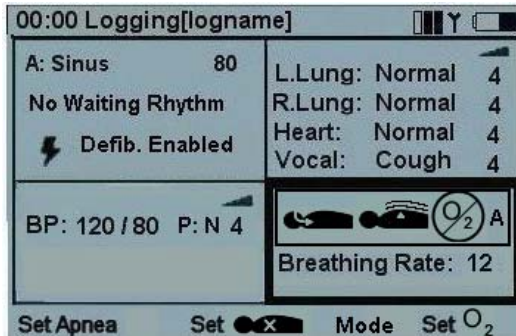 00:00 Logging[logname]
A: Sinus 80
No Waiting Rhythm
Defib. Enabled
L.Lung: Normal 4
R.Lung: Normal 4
Heart: Normal 4
Vocal: Cough 4
BP: 120 / 80 P: N 4
O2 A
Breathing Rate: 12
Set Apnea Set Mode Set O2